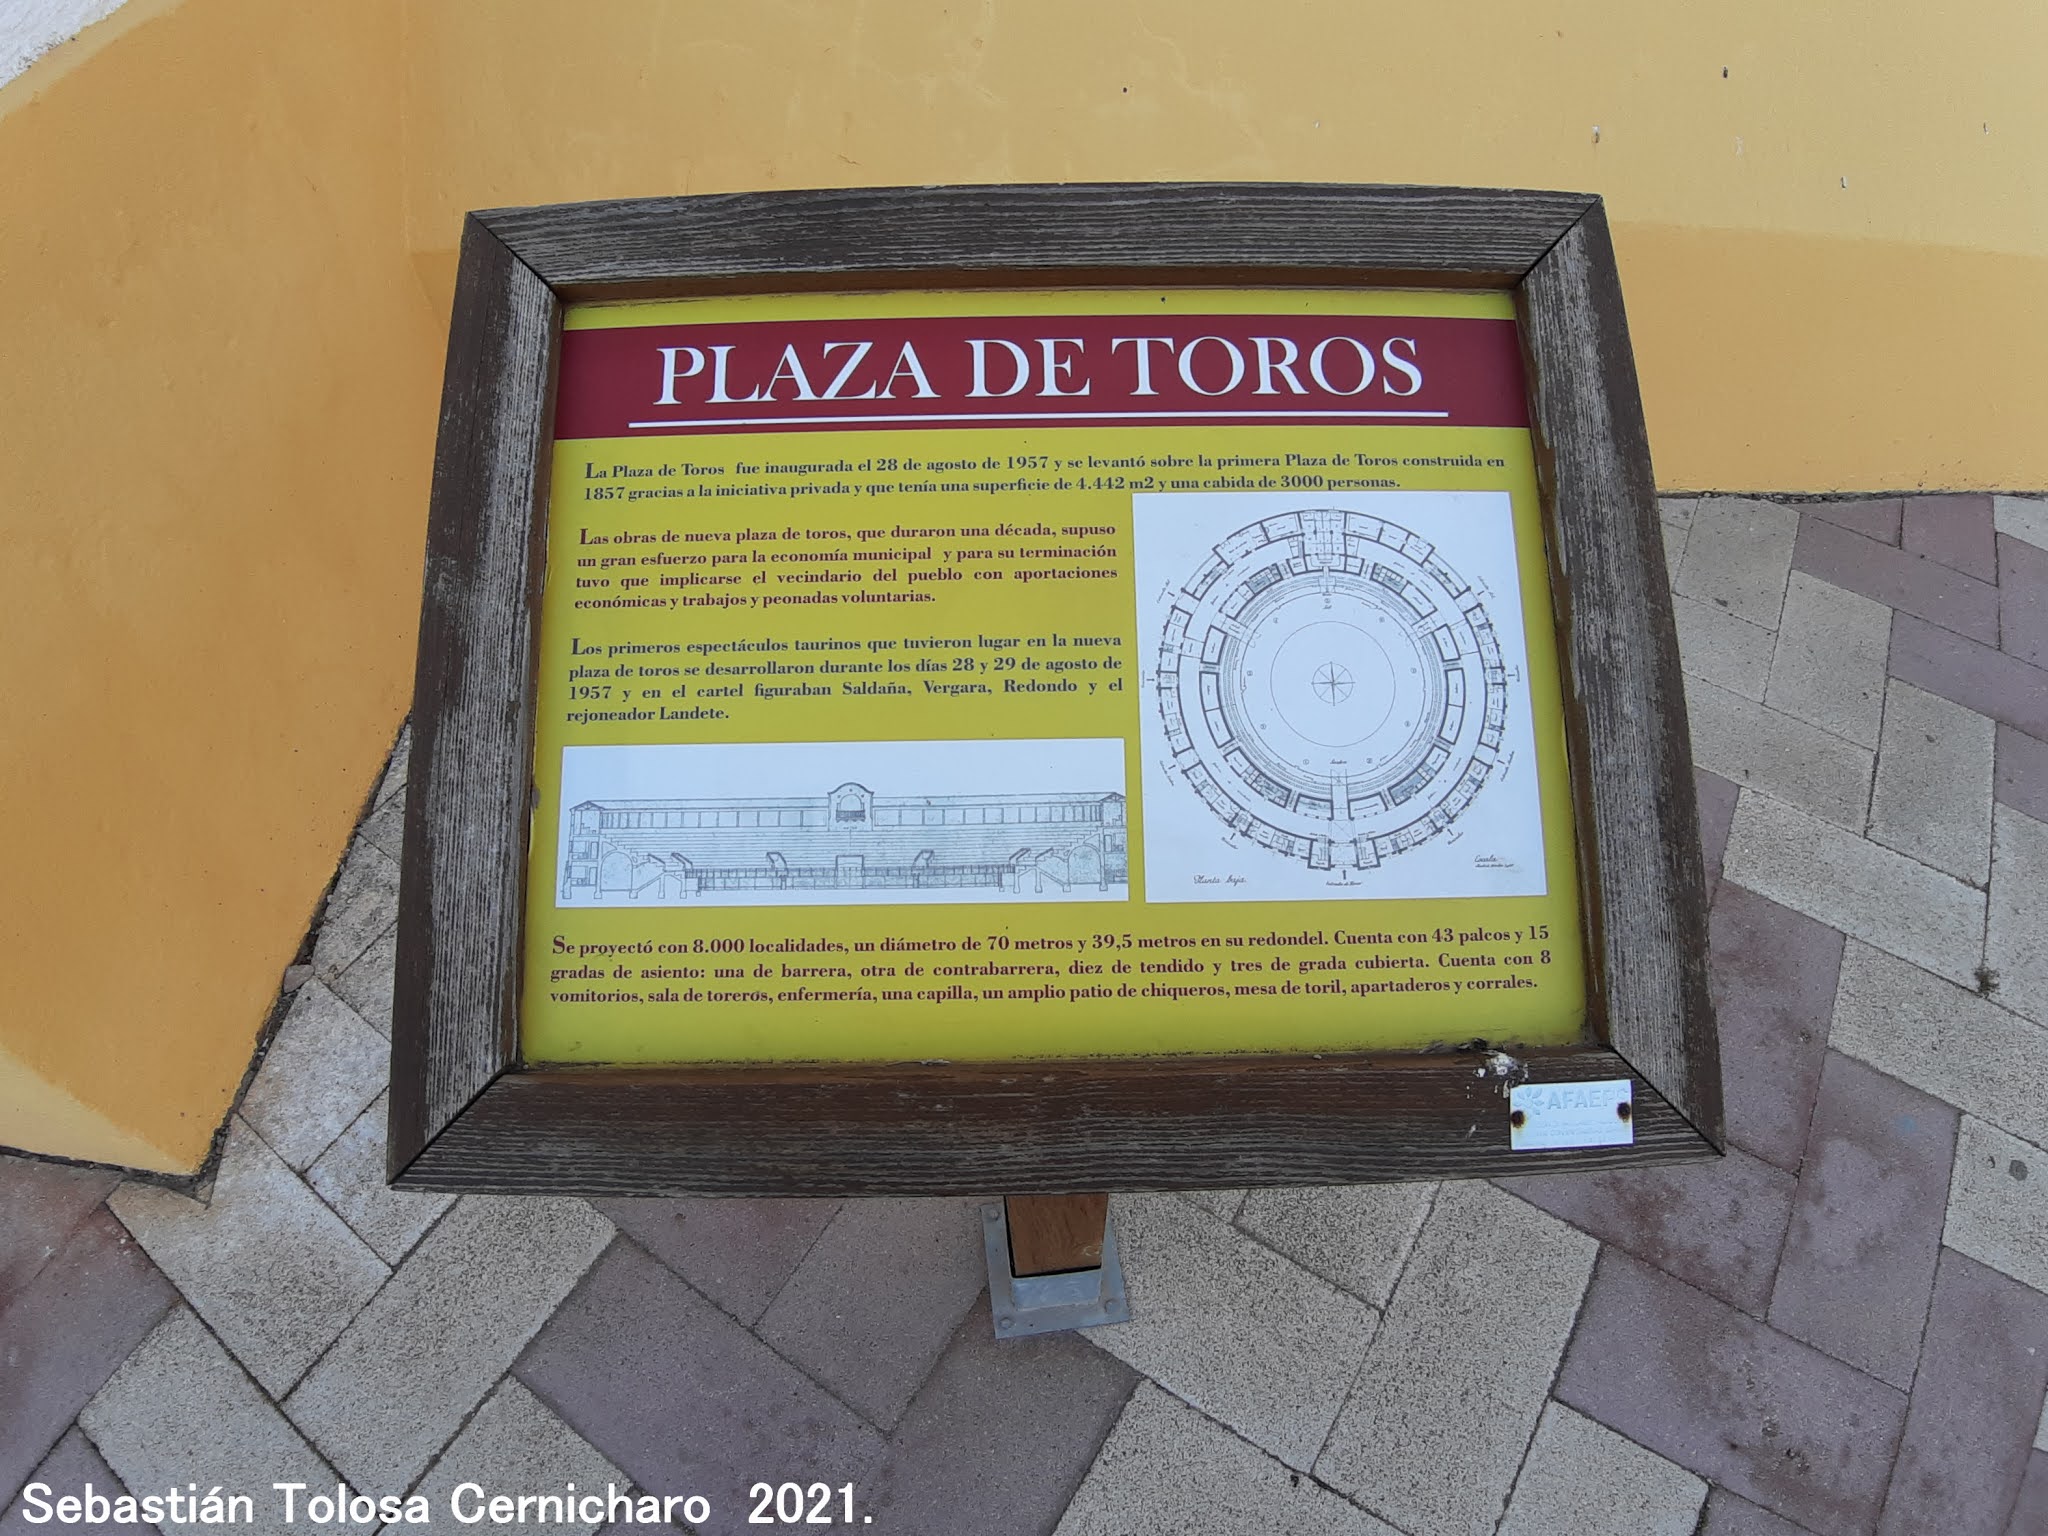 PLAZA DE TOROS
La Plaza de Toros fue inaugurada el 28 de agosto de 1957 y se levantó sobre la primera Plaza de Toros construida en
1857 gracias a la iniciativa privada y que tenía una superficie de 4.442 m2 y una cabida de 3000 personas.
Las obras de nueva plaza de toros, que duraron una década, supuso
un gran esfuerzo para la economía municipal y para su terminación
tuvo que implicarse el vecindario del pueblo con aportaciones
económicas y trabajos y peonadas voluntarias.
Los primeros espectáculos taurinos que tuvieron lugar en la nueva
plaza de toros se desarrollaron durante los días 28 y 29 de agosto de
1957 y en el cartel figuraban Saldaña, Vergara, Redondo y el
rejoneador Landete.
Planta baja
Escala
Se proyectó con 8.000 localidades, un diámetro de 70 metros y 39,5 metros en su redondel. Cuenta con 43 palcos y 15
gradas de asiento: una de barrera, otra de contrabarrera, diez de tendido y tres de grada cubierta. Cuenta con 8
vomitorios, sala de toreros, enfermería, una capilla, un amplio patio de chiqueros, mesa de toril, apartaderos y corrales.
Sebastián Tolosa Cernicharo 2021.